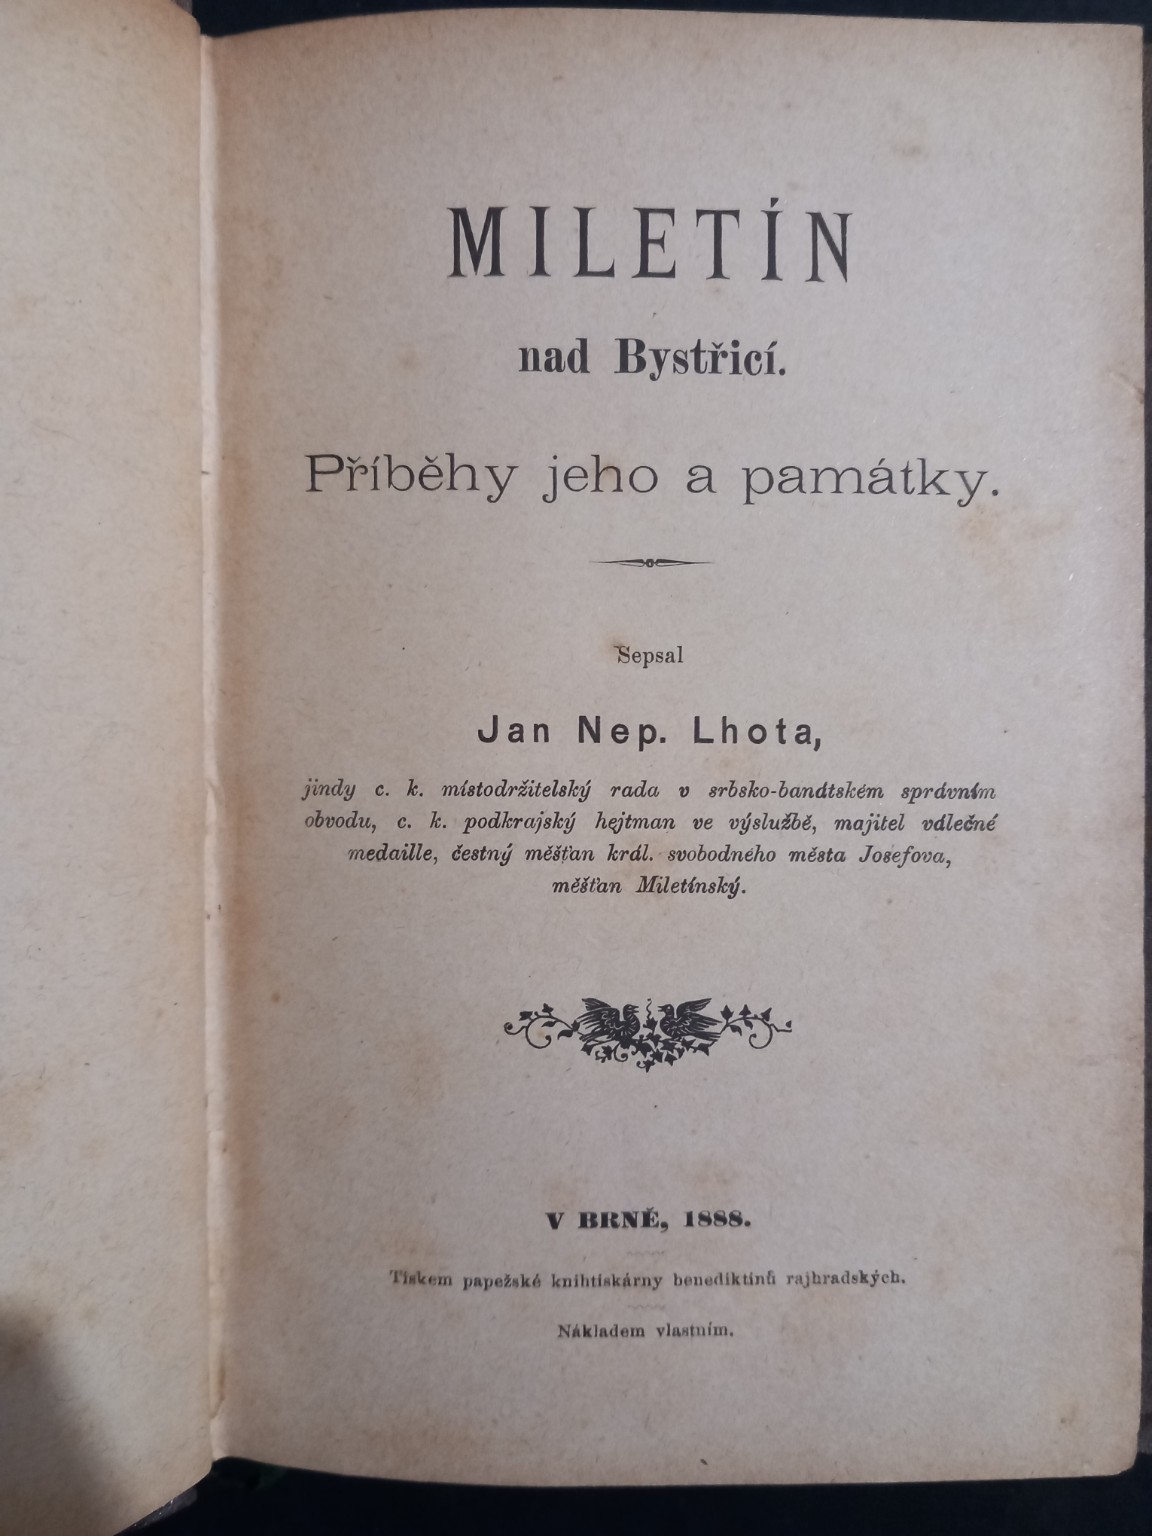 MILETÍN
nad Bystřicí.
Příběhy jeho a památky.
Sepsal
Jan Nep. Lhota,
jindy c. k. místodržitelský rada v srbsko-banátském správním
obvodu, c. k. podkrajský hejtman ve výslužbě, majitel válečné
medaille, čestný měšťan král. svobodného města Josefova,
měšťan Miletínský.
V BRNĚ, 1888.
Tiskem papežské knihtiskárny benediktinů rajhradských.
Nákladem vlastním.